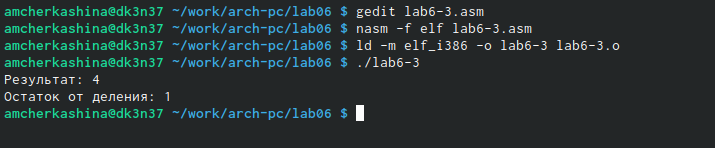 amcherkashina@dk3n37 ~/work/arch-pc/lab06 $ gedit lab6-3.asm
amcherkashina@dk3n37 ~/work/arch-pc/lab06 $ nasm -f elf lab6-3.asm
amcherkashina@dk3n37 ~/work/arch-pc/lab06 $ ld -m elf_i386 -o lab6-3 lab6-3.o
amcherkashina@dk3n37 ~/work/arch-pc/lab06 $ ./lab6-3
Результат: 4
Остаток от деления: 1
amcherkashina@dk3n37 ~/work/arch-pc/lab06 $